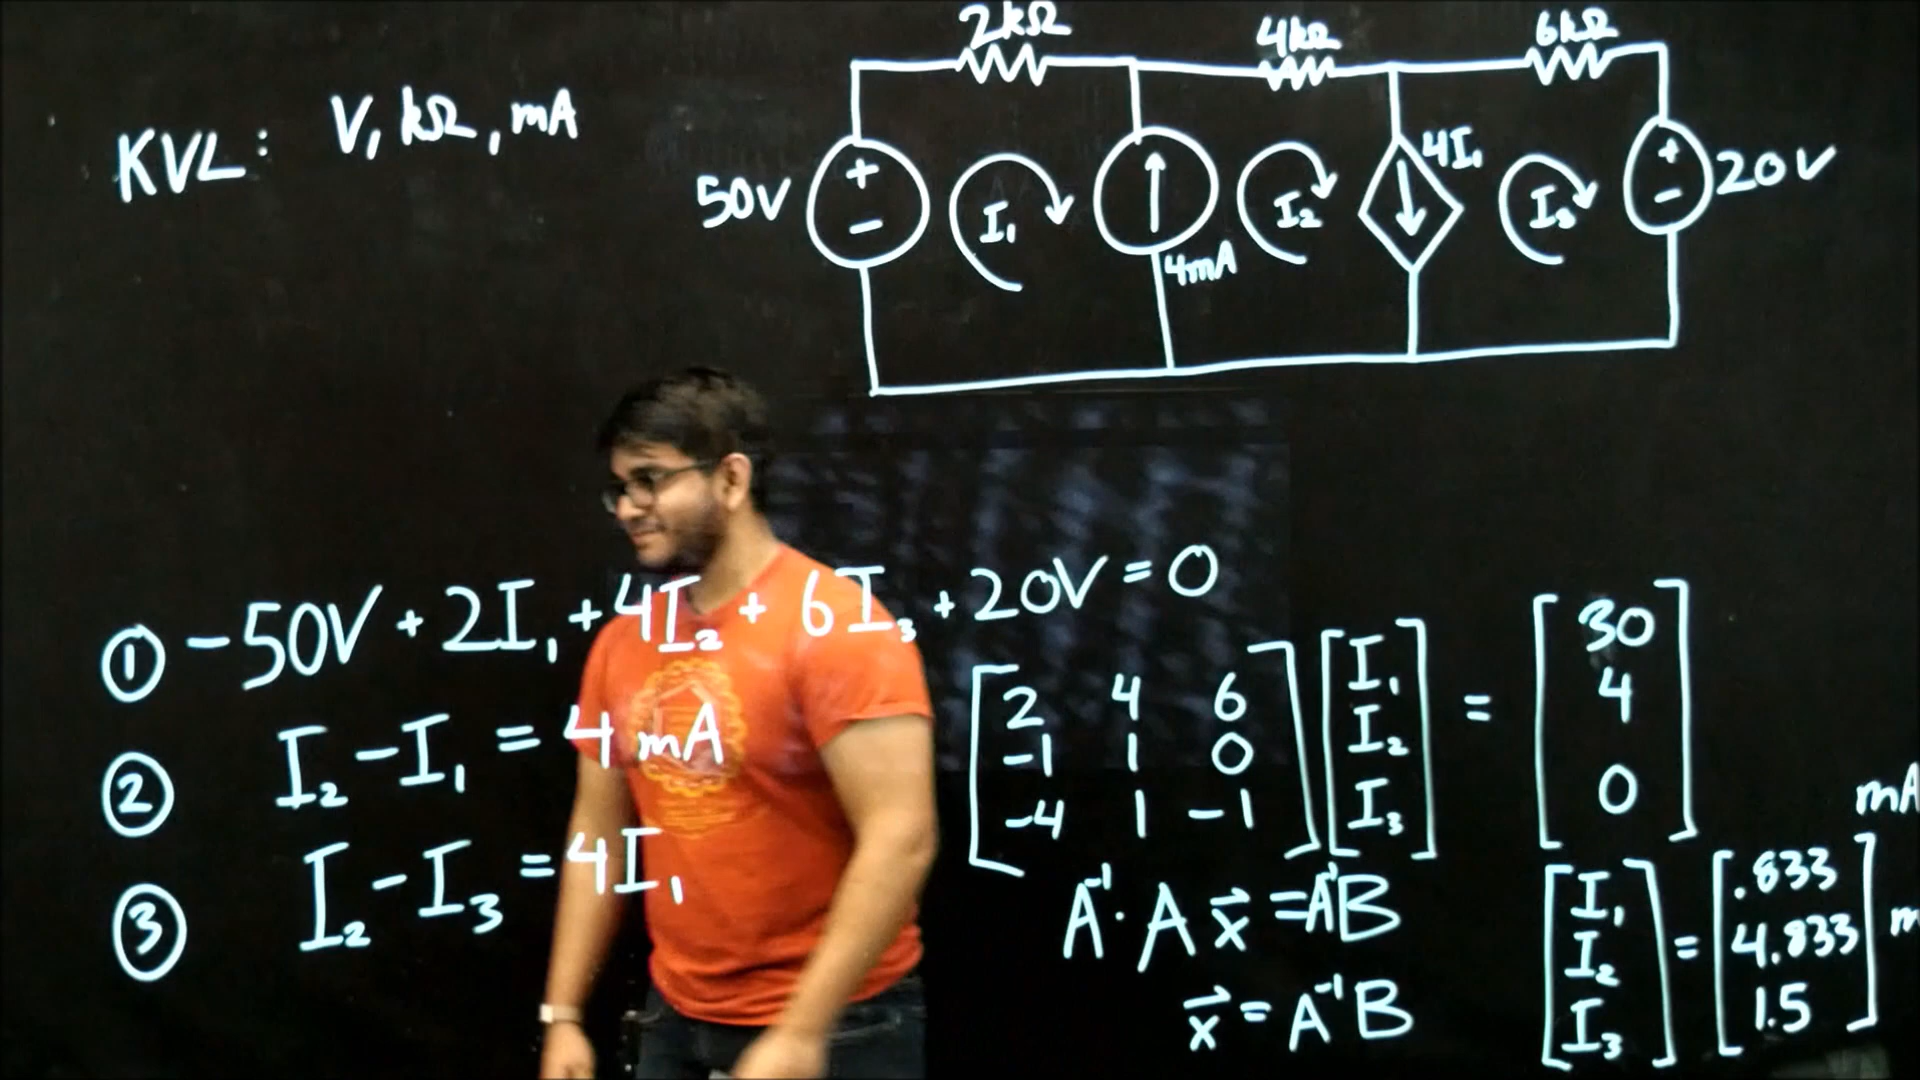 KVL: V, kΩ, mA
2kΩ 4kΩ 6kΩ
50V + - I₁ 4mA I₂ 4I₁ I₃ + - 20V
① -50V + 2I₁ + 4I₂ + 6I₃ + 20V = 0
② I₂ - I₁ = 4 mA
③ I₂ - I₃ = 4I₁
[2 4 6] [I₁] = [30]
[-1 1 0] [I₂] [4]
[-4 1 -1] [I₃] [0]
A⁻¹ · A x⃗ = A⁻¹B
x⃗ = A⁻¹B
mA
[I₁] = [.833]
[I₂] [4.833]
[I₃] [1.5]